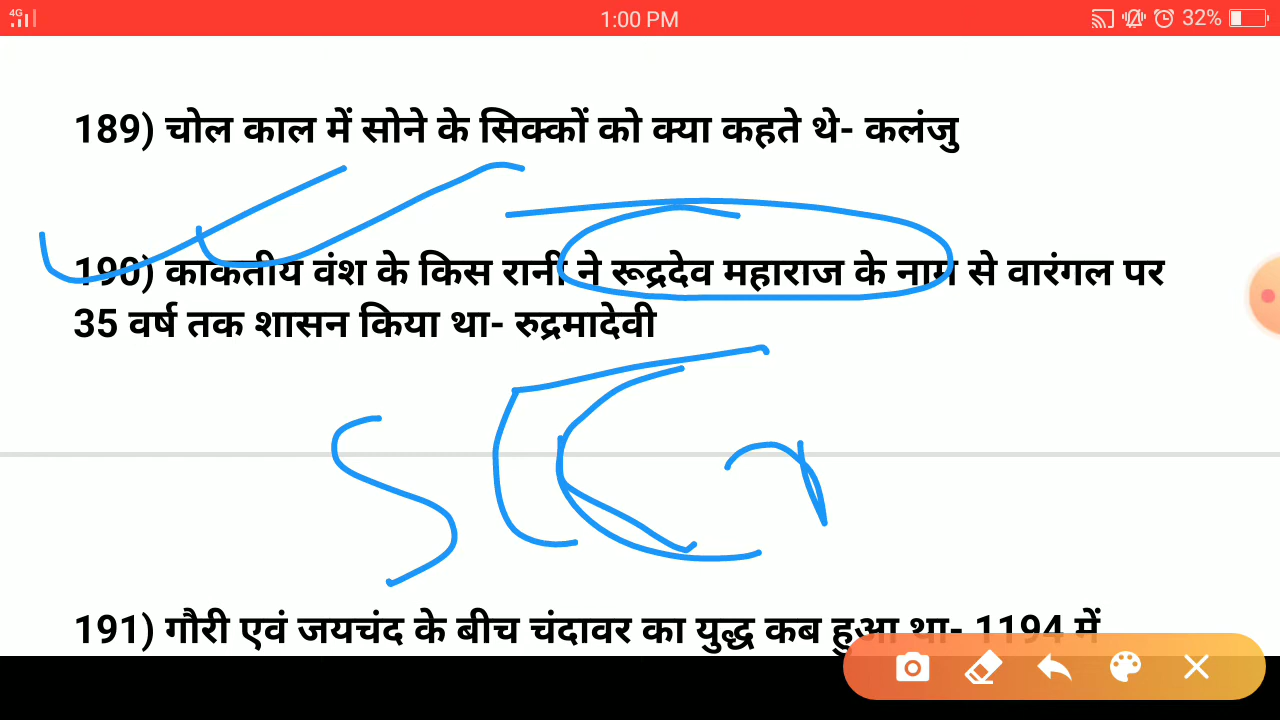 4G 1:00 PM 32%
189) चोल काल में सोने के सिक्कों को क्या कहते थे- कलंजु
190) काकतीय वंश के किस रानी ने रूद्रदेव महाराज के नाम से वारंगल पर
35 वर्ष तक शासन किया था- रुद्रमादेवी
191) गौरी एवं जयचंद के बीच चंदावर का युद्ध कब हुआ था- 1194 में